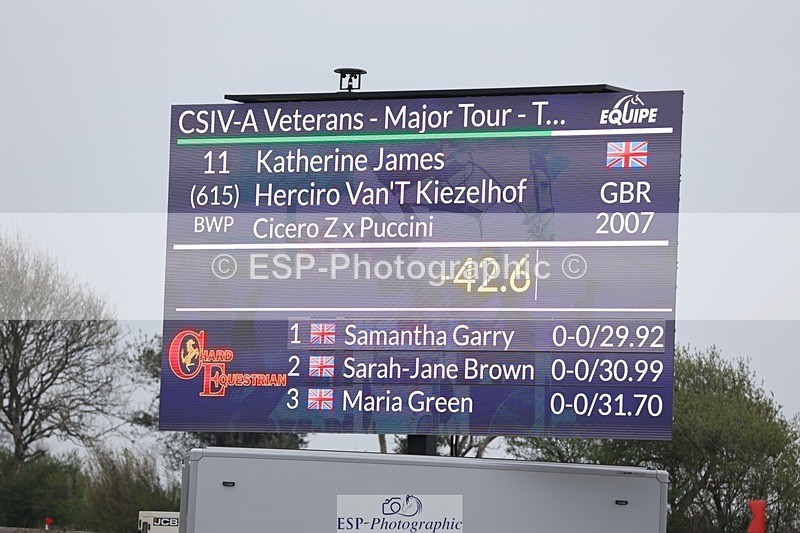 CSIV-A Veterans - Major Tour - T...
EQUIPE
11 Katherine James
(615) Herciro Van'T Kiezelhof GBR
BWP Cicero Z x Puccini 2007
© ESP-Photographic ©
-42.6
1 Samantha Garry 0-0/29.92
2 Sarah-Jane Brown 0-0/30.99
3 Maria Green 0-0/31.70
CHARD
EQUESTRIAN
JCB
ESP-Photographic